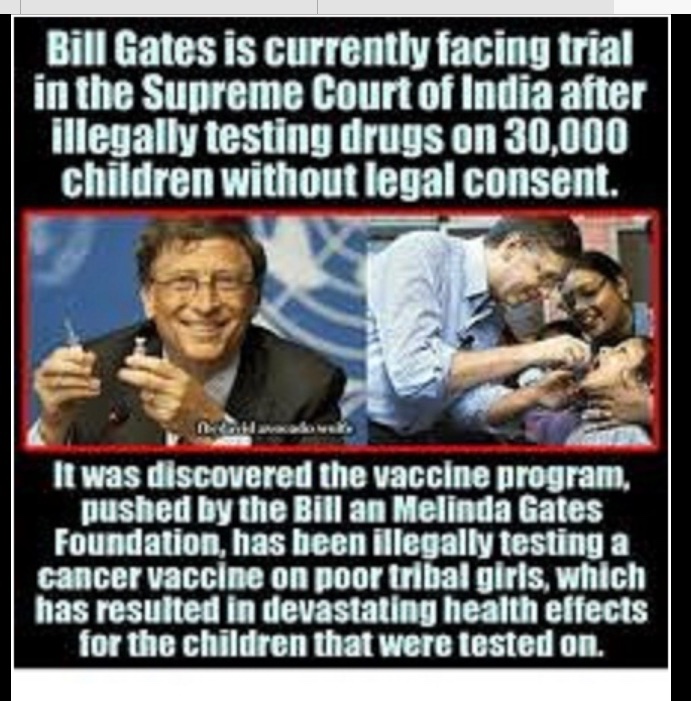 Bill Gates is currently facing trial
in the Supreme Court of India after
illegally testing drugs on 30,000
children without legal consent.
avocado wolfe
It was discovered the vaccine program,
pushed by the Bill an Melinda Gates
Foundation, has been illegally testing a
cancer vaccine on poor tribal girls, which
has resulted in devastating health effects
for the children that were tested on.